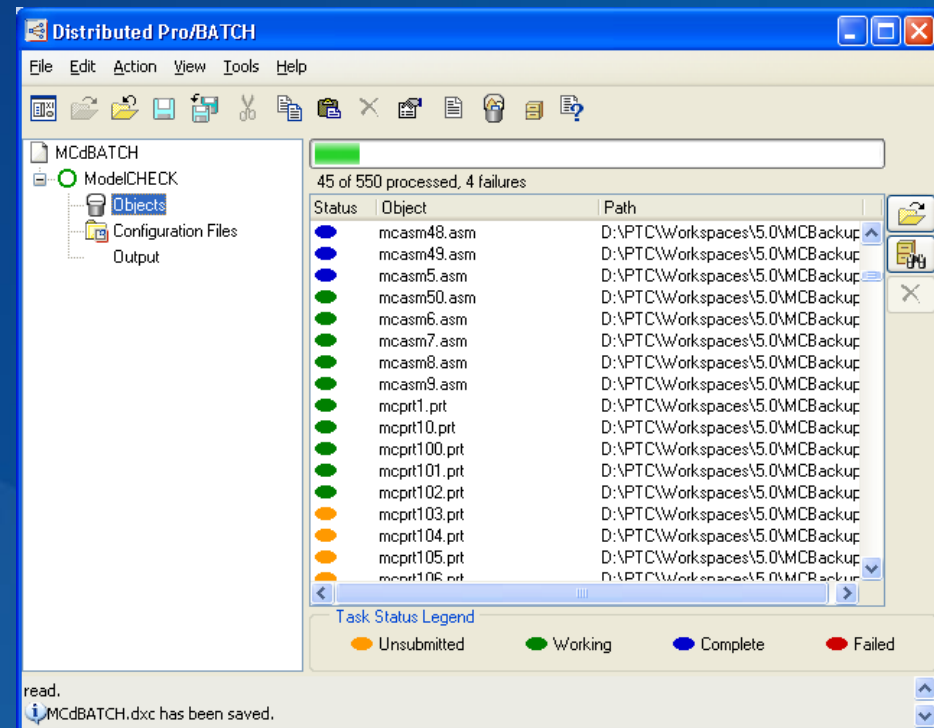 Distributed Pro/BATCH
File Edit Action View Tools Help
MCdBATCH
ModelCHECK
Objects
Configuration Files
Output
45 of 550 processed, 4 failures
Status Object Path
mcasm48.asm D:\PTC\Workspaces\5.0\MCBackup
mcasm49.asm D:\PTC\Workspaces\5.0\MCBackup
mcasm5.asm D:\PTC\Workspaces\5.0\MCBackup
mcasm50.asm D:\PTC\Workspaces\5.0\MCBackup
mcasm6.asm D:\PTC\Workspaces\5.0\MCBackup
mcasm7.asm D:\PTC\Workspaces\5.0\MCBackup
mcasm8.asm D:\PTC\Workspaces\5.0\MCBackup
mcasm9.asm D:\PTC\Workspaces\5.0\MCBackup
mcprt1.prt D:\PTC\Workspaces\5.0\MCBackup
mcprt10.prt D:\PTC\Workspaces\5.0\MCBackup
mcprt100.prt D:\PTC\Workspaces\5.0\MCBackup
mcprt101.prt D:\PTC\Workspaces\5.0\MCBackup
mcprt102.prt D:\PTC\Workspaces\5.0\MCBackup
mcprt103.prt D:\PTC\Workspaces\5.0\MCBackup
mcprt104.prt D:\PTC\Workspaces\5.0\MCBackup
mcprt105.prt D:\PTC\Workspaces\5.0\MCBackup
mcprt106.prt D:\PTC\Workspaces\5.0\MCBackup
Task Status Legend
Unsubmitted Working Complete Failed
read.
MCdBATCH.dxc has been saved.